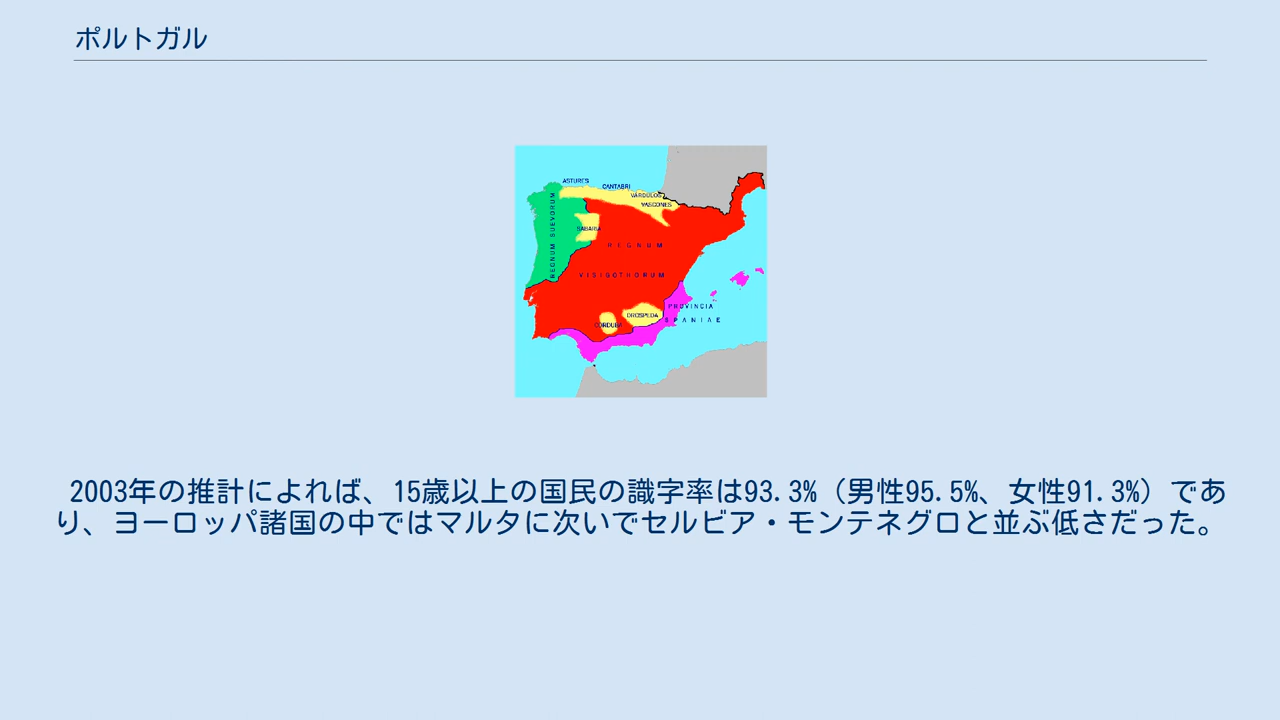 ポルトガル
ASTURES
CANTABRI
VARDULOS
VASCONES
REGNUM SUEVORUM
SABARIA
REGNUM
VISIGOTHORUM
PROVINCIA
SPANIAE
OROSPEDA
CORDUBA
2003年の推計によれば、15歳以上の国民の識字率は93.3%（男性95.5%、女性91.3%）であ
り、ヨーロッパ諸国の中ではマルタに次いでセルビア・モンテネグロと並ぶ低さだった。